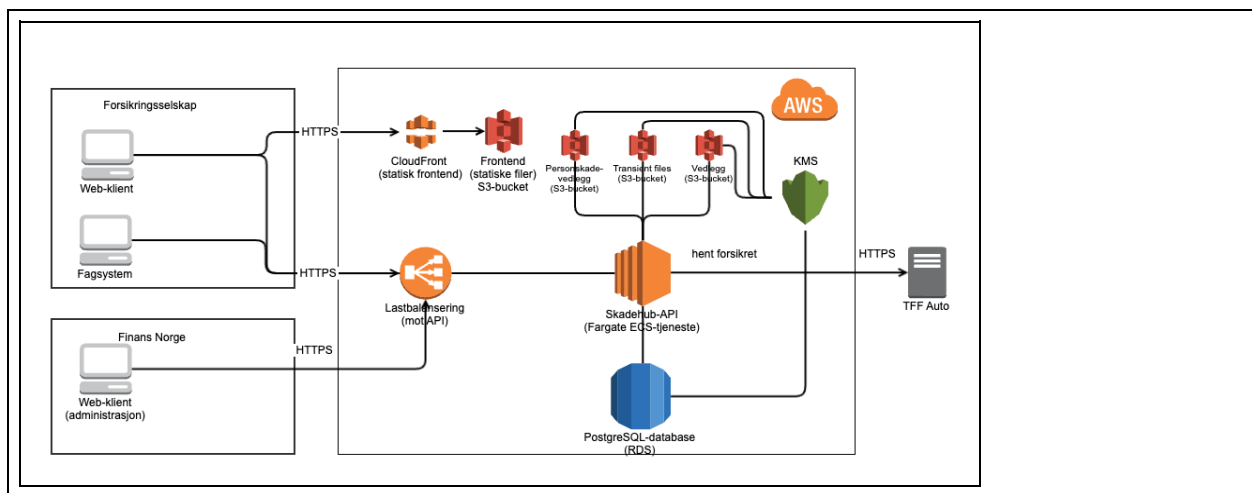 Forsikringsselskap
Web-klient
Fagsystem
HTTPS
HTTPS
Finans Norge
HTTPS
Web-klient
(administrasjon)
CloudFront
(statisk frontend)
Frontend
(statiske filer)
S3-bucket
Personskade-
vedlegg
(S3-bucket)
Transient files
(S3-bucket)
Vedlegg
(S3-bucket)
AWS
KMS
Lastbalansering
(mot API)
Skadehub-API
(Fargate ECS-tjeneste)
hent forsikret
HTTPS
TFF Auto
PostgreSQL-database
(RDS)